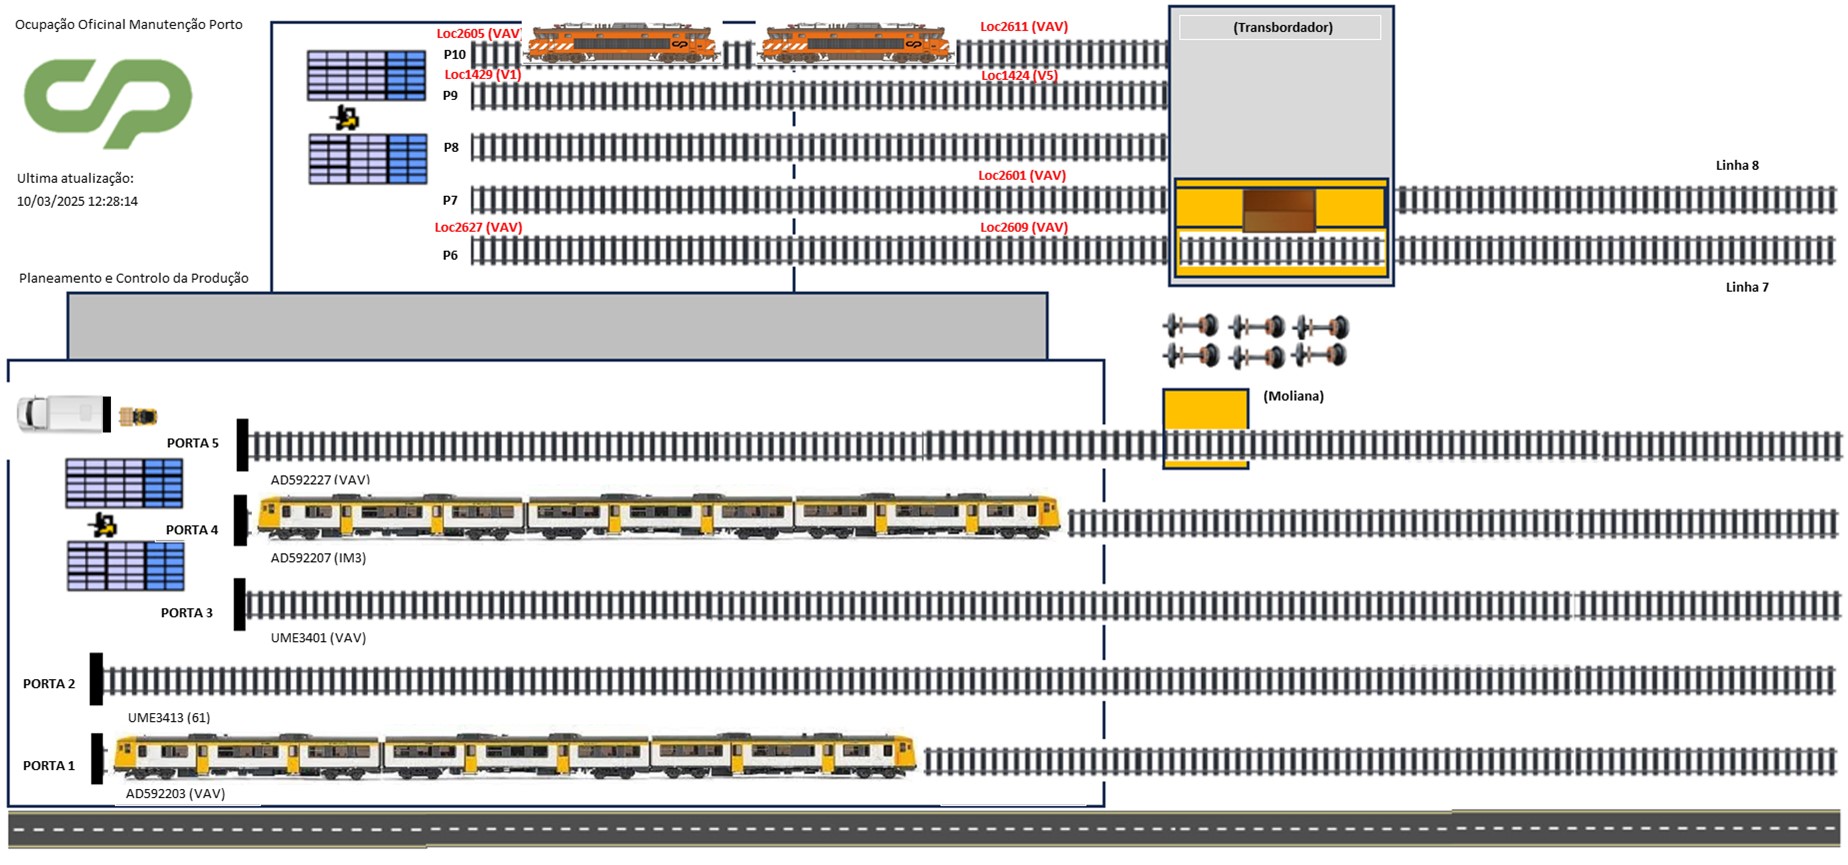 Ocupação Oficinal Manutenção Porto
cp
Ultima atualização:
10/03/2025 12:28:14
Planeamento e Controlo da Produção
Loc2605 (VAV)
Loc2611 (VAV)
P10
Loc1429 (V1)
Loc1424 (V5)
P9
P8
Loc2601 (VAV)
P7
Loc2627 (VAV)
Loc2609 (VAV)
P6
(Transbordador)
Linha 8
Linha 7
(Moliana)
PORTA 5
AD592227 (VAV)
PORTA 4
AD592207 (IM3)
PORTA 3
UME3401 (VAV)
PORTA 2
UME3413 (61)
PORTA 1
AD592203 (VAV)